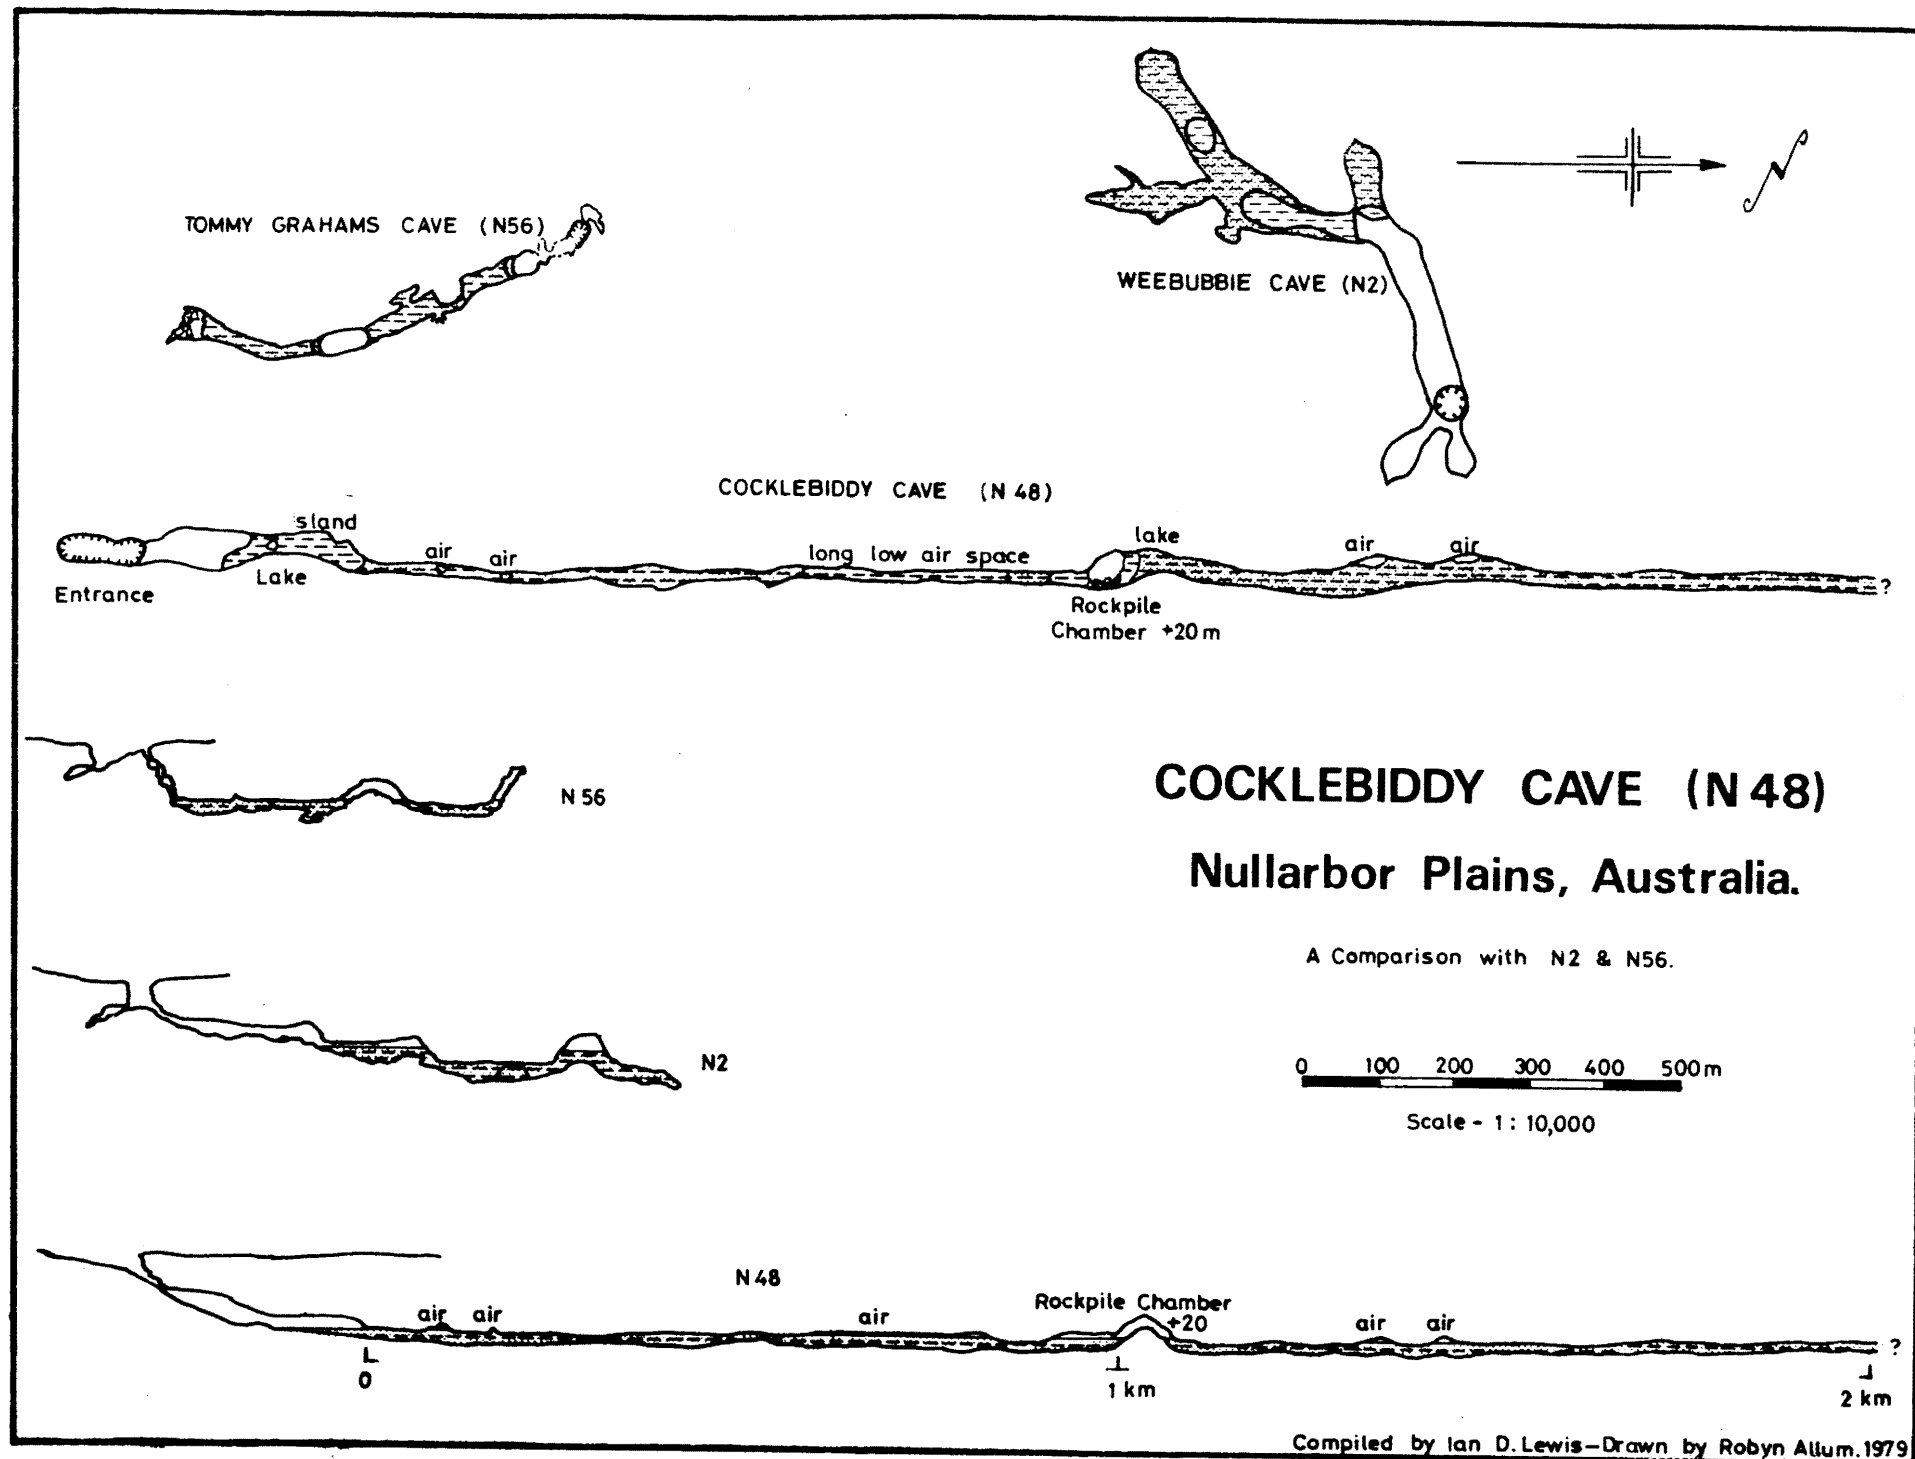 TOMMY GRAHAMS CAVE (N56)
WEEBUBBIE CAVE (N2)
N
COCKLEBIDDY CAVE (N 48)
sland
air
air
long low air space
lake
air
air
Entrance
Lake
Rockpile
Chamber +20 m
?
N 56
COCKLEBIDDY CAVE (N 48)
Nullarbor Plains, Australia.
A Comparison with N2 & N56.
N2
0 100 200 300 400 500 m
Scale - 1 : 10,000
N 48
air air
air
Rockpile Chamber
+20
air air
?
0
1 km
2 km
Compiled by Ian D. Lewis – Drawn by Robyn Allum. 1979